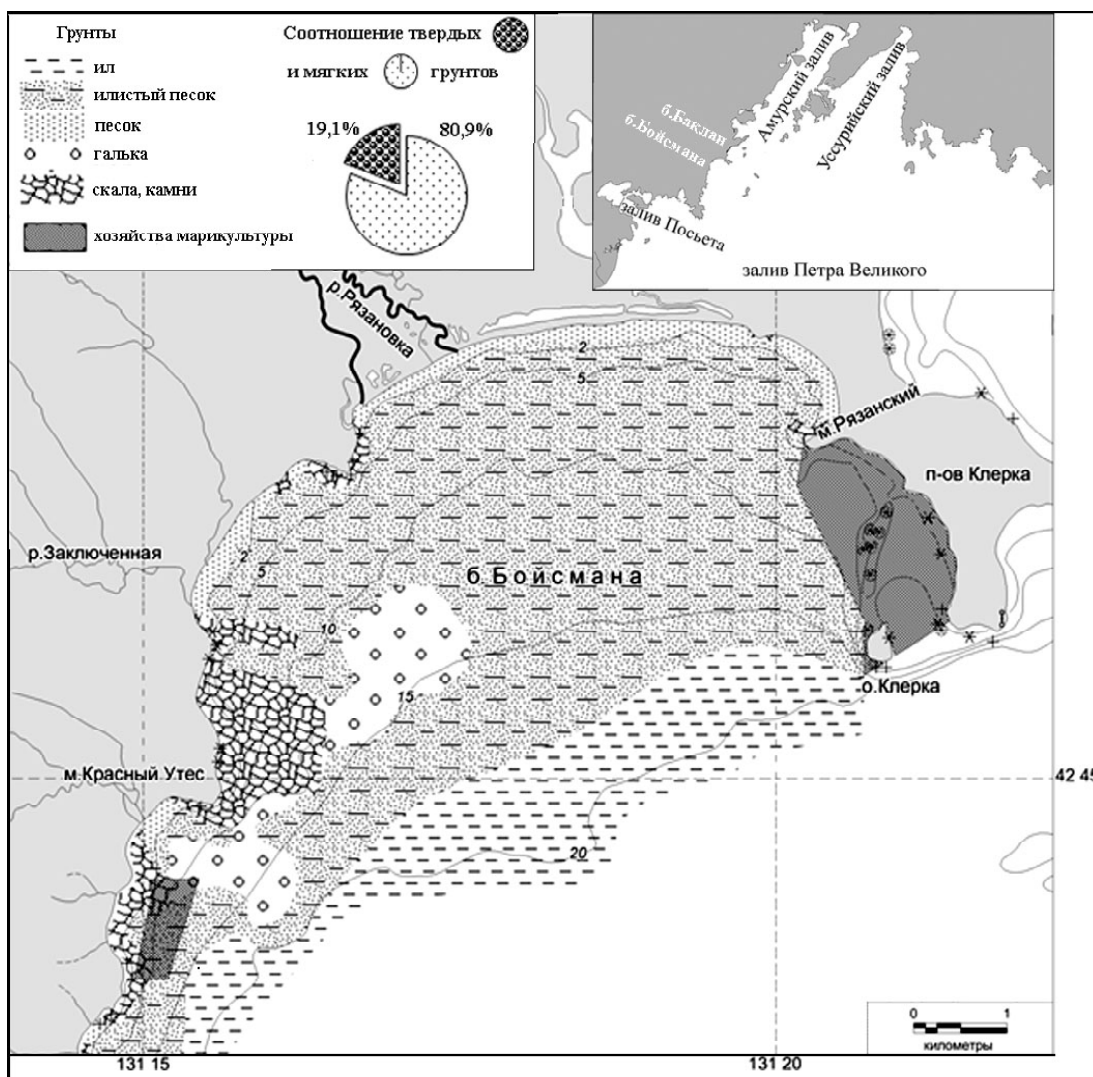 Грунты
ил
илистый песок
песок
галька
скала, камни
хозяйства марикультуры
Соотношение твердых
и мягких грунтов
19,1% 80,9%
Амурский залив
Уссурийский залив
б.Баклан
б.Бойсмана
залив Посьета
залив Петра Великого
р.Рязановка
2
5
м.Рязанский
п-ов Клерка
р.Заключенная
2
5
б.Бойсмана
10
15
о.Клерка
м.Красный Утес
42 45
20
0 1
километры
131 15 131 20